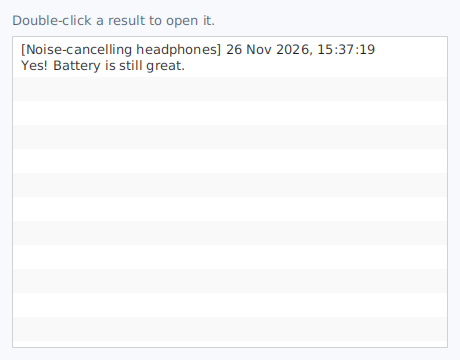 Double-click a result to open it.
[Noise-cancelling headphones] 26 Nov 2026, 15:37:19
Yes! Battery is still great.